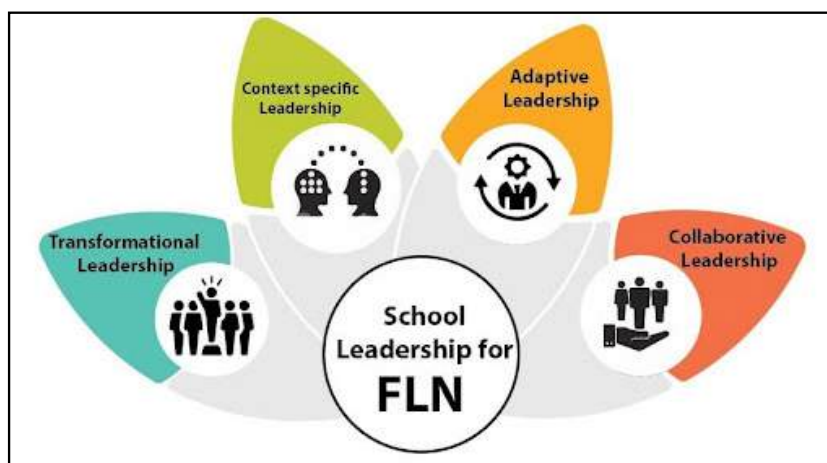 Transformational
Leadership
Context specific
Leadership
Adaptive
Leadership
Collaborative
Leadership
School
Leadership for
FLN